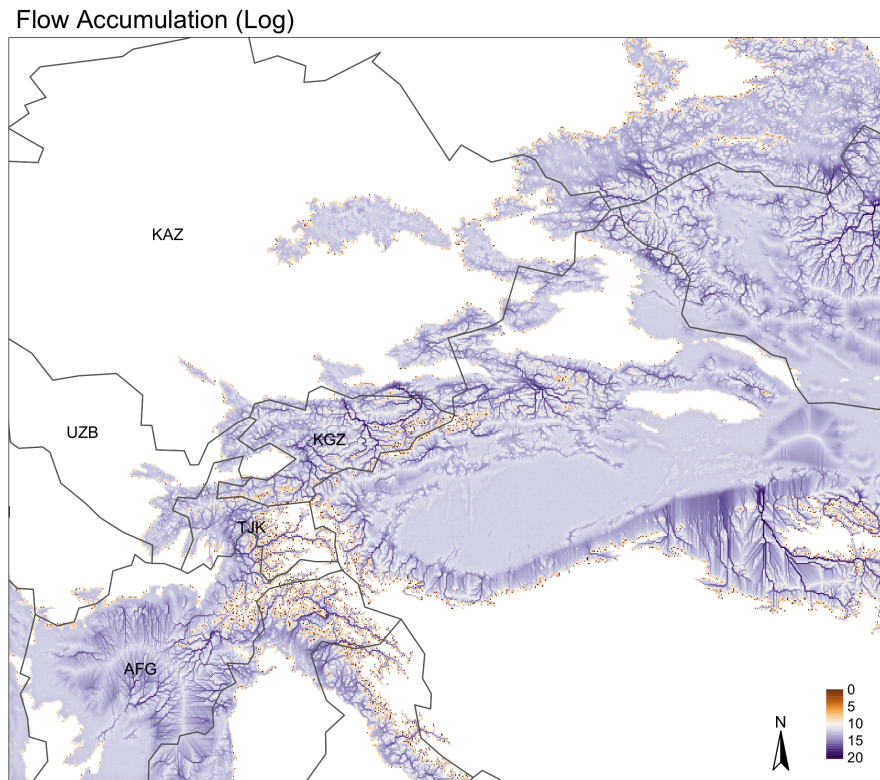 Flow Accumulation (Log)
KAZ
UZB
KGZ
TJK
AFG
N
0
5
10
15
20